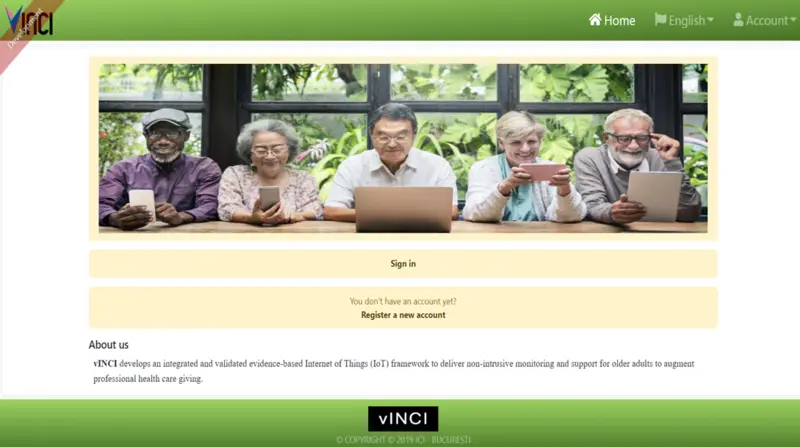 vINCI
Development
Home
English
Account
Sign in
You don't have an account yet?
Register a new account
About us
vINCI develops an integrated and validated evidence-based Internet of Things (IoT) framework to deliver non-intrusive monitoring and support for older adults to augment
professional health care giving.
vINCI
© COPYRIGHT © 2019 ICI - BUCURESTI